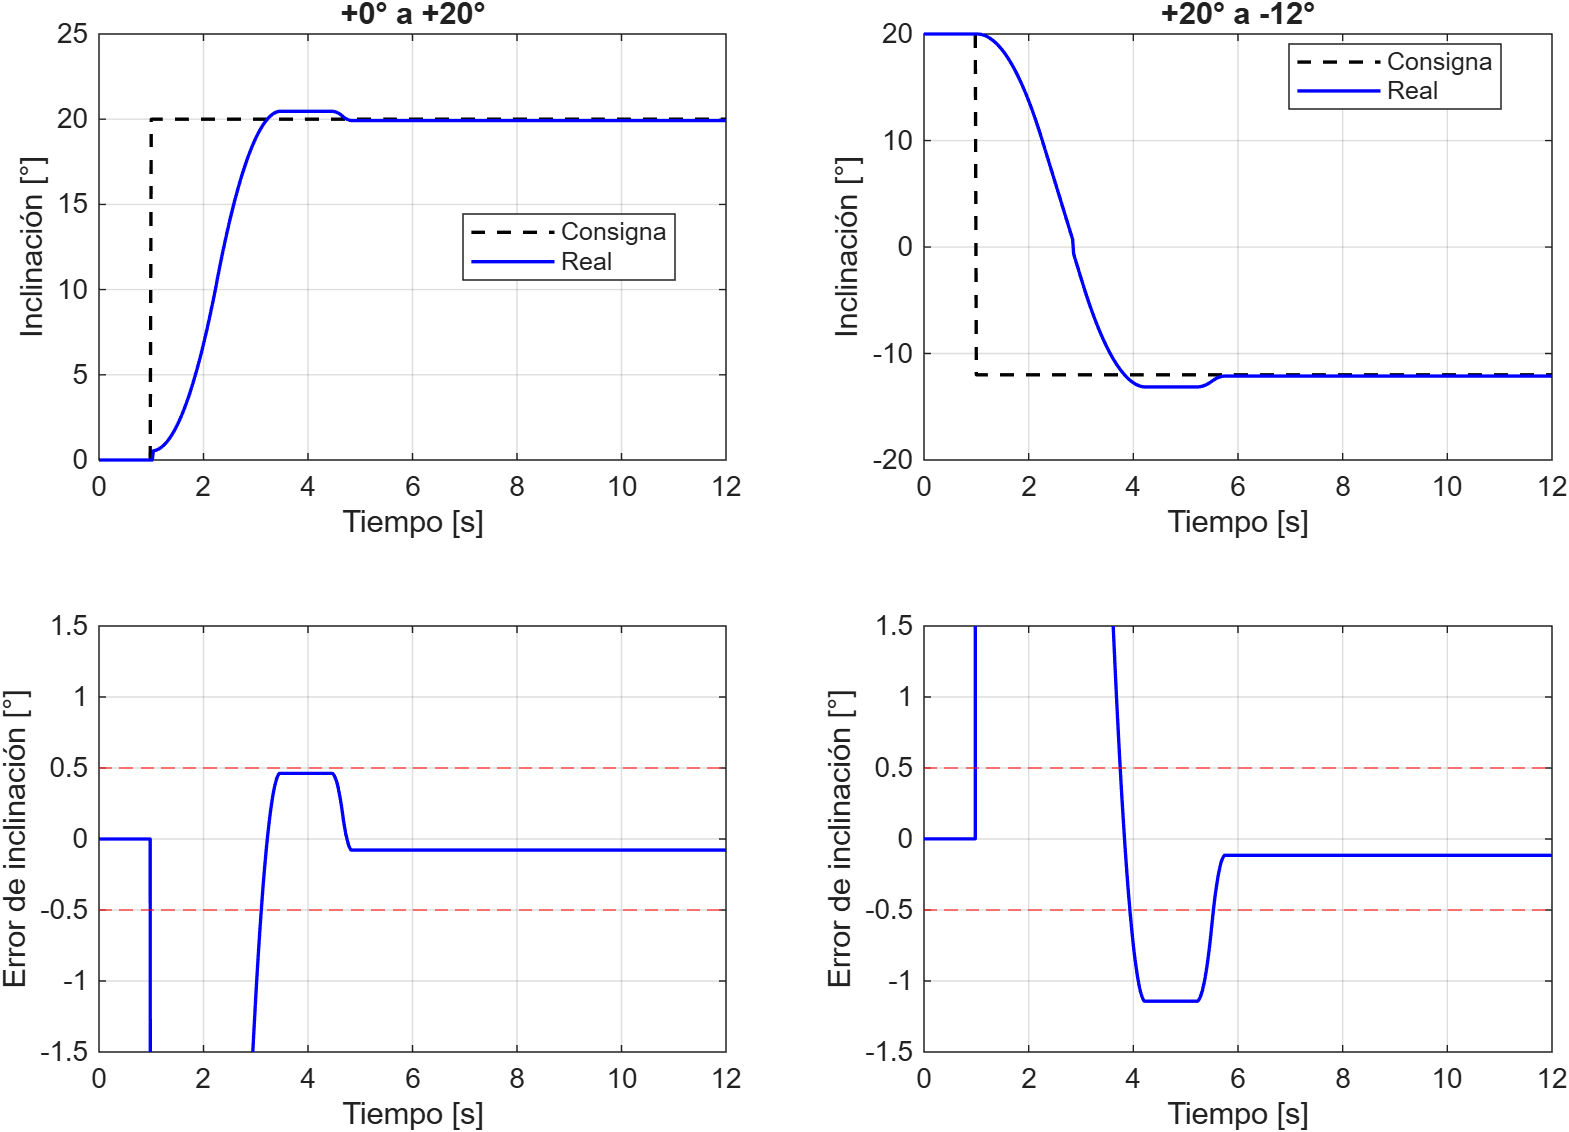 +0° a +20°
25
20
15
10
5
0
Inclinación [°]
Consigna
Real
0 2 4 6 8 10 12
Tiempo [s]
+20° a -12°
20
10
0
-10
-20
Inclinación [°]
Consigna
Real
0 2 4 6 8 10 12
Tiempo [s]
1.5
1
0.5
0
-0.5
-1
-1.5
Error de inclinación [°]
0 2 4 6 8 10 12
Tiempo [s]
1.5
1
0.5
0
-0.5
-1
-1.5
Error de inclinación [°]
0 2 4 6 8 10 12
Tiempo [s]